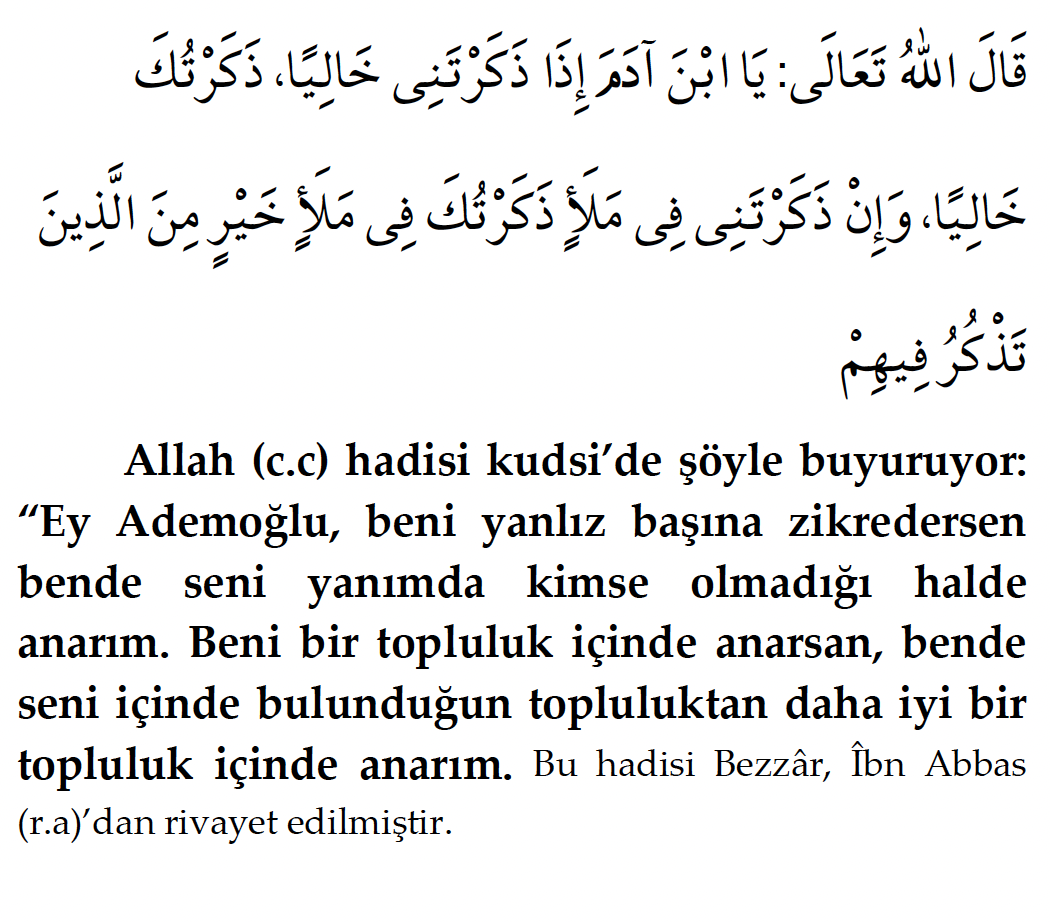 قَالَ اللهُ تَعَالَى: يَا ابْنَ آدَمَ إِذَا ذَكَرْتَنِى خَالِيًا، ذَكَرْتُكَ
خَالِيًا، وَإِنْ ذَكَرْتَنِى فِى مَلَأٍ ذَكَرْتُكَ فِى مَلَأٍ خَيْرٍ مِنَ الَّذِينَ
تَذْكُرُ فِيهِمْ
Allah (c.c) hadisi kudsi’de şöyle buyuruyor:
“Ey Ademoğlu, beni yanlız başına zikredersen
bende seni yanımda kimse olmadığı halde
anarım. Beni bir topluluk içinde anarsan, bende
seni içinde bulunduğun topluluktan daha iyi bir
topluluk içinde anarım. Bu hadisi Bezzâr, Îbn Abbas
(r.a)’dan rivayet edilmiştir.